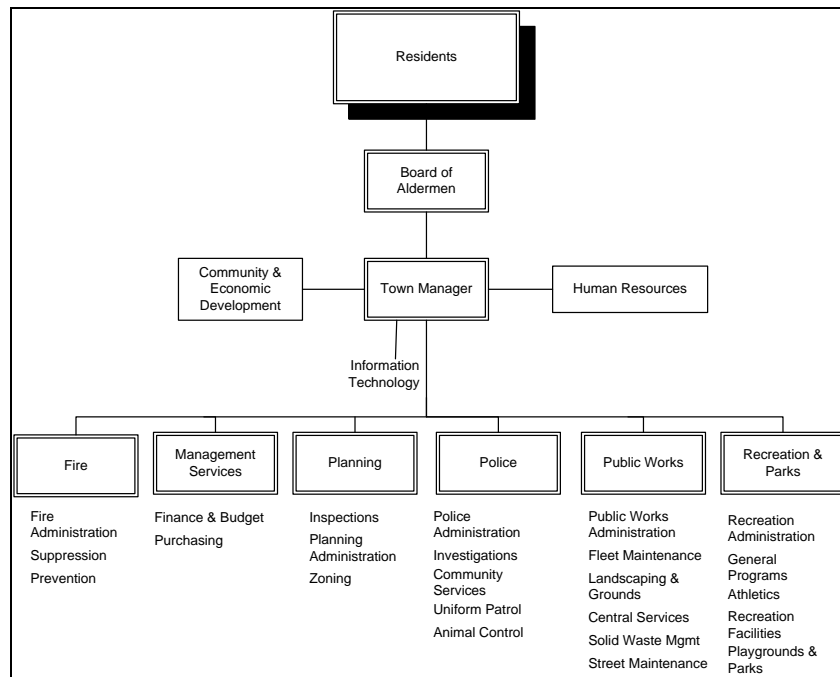 Residents
Board of
Aldermen
Community &
Economic
Development
Town Manager
Human Resources
Information
Technology
Fire
Management
Services
Planning
Police
Public Works
Recreation &
Parks
Fire
Administration
Suppression
Prevention
Finance & Budget
Purchasing
Inspections
Planning
Administration
Zoning
Police
Administration
Investigations
Community
Services
Uniform Patrol
Animal Control
Public Works
Administration
Fleet Maintenance
Landscaping &
Grounds
Central Services
Solid Waste Mgmt
Street Maintenance
Recreation
Administration
General
Programs
Athletics
Recreation
Facilities
Playgrounds &
Parks